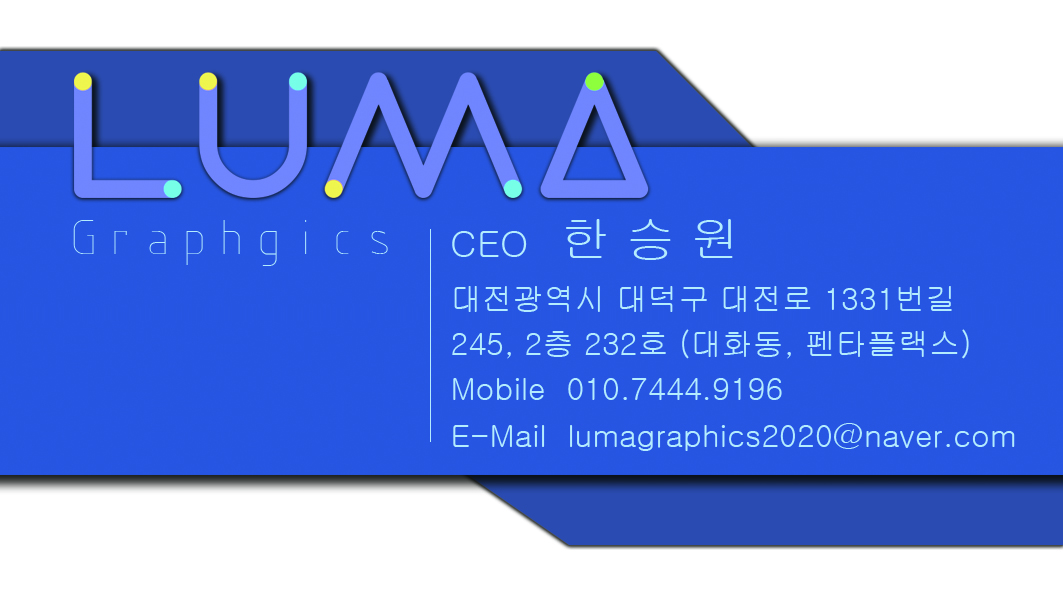 LUMA
Graphgics
CEO 한승원
대전광역시 대덕구 대전로 1331번길
245, 2층 232호 (대화동, 펜타플랙스)
Mobile 010.7444.9196
E-Mail lumagraphics2020@naver.com